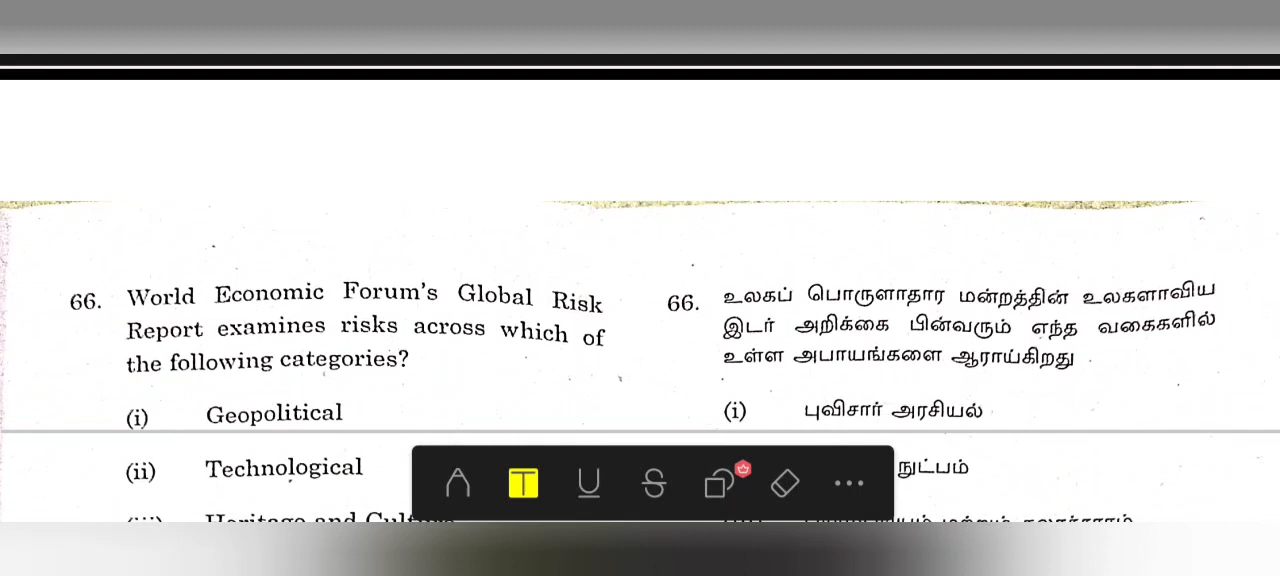 66. World Economic Forum's Global Risk
Report examines risks across which of
the following categories?
(i) Geopolitical
(ii) Technological
66. உலகப் பொருளாதார மன்றத்தின் உலகளாவிய
இடர் அறிக்கை பின்வரும் எந்த வகைகளில்
உள்ள அபாயங்களை ஆராய்கிறது
(i) புவிசார் அரசியல்
நுட்பம்